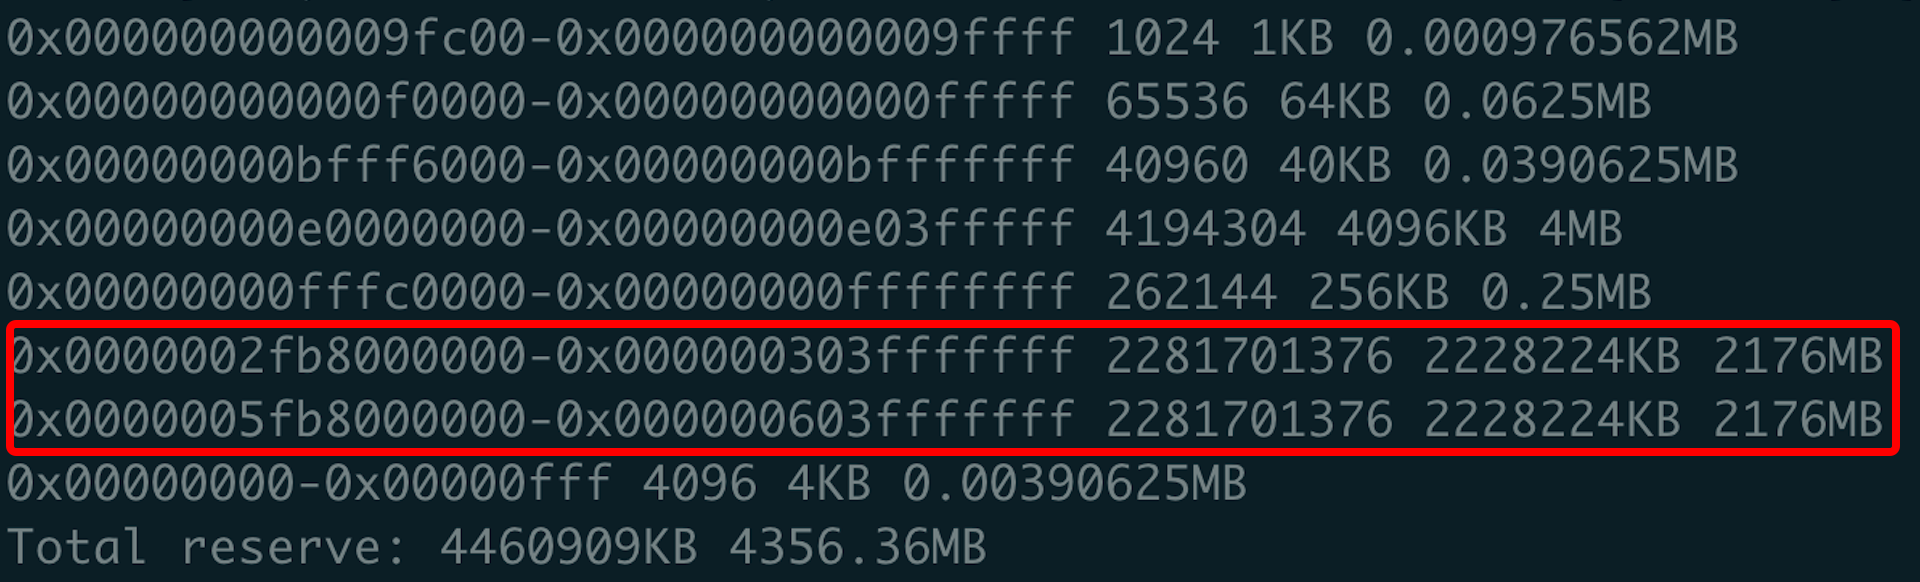 0x000000000009fc00-0x000000000009ffff 1024 1KB 0.000976562MB
0x00000000000f0000-0x00000000000fffff 65536 64KB 0.0625MB
0x00000000bfff6000-0x00000000bfffffff 40960 40KB 0.0390625MB
0x00000000e0000000-0x00000000e03fffff 4194304 4096KB 4MB
0x00000000fffc0000-0x00000000ffffffff 262144 256KB 0.25MB
0x0000002fb8000000-0x000000303fffffff 2281701376 2228224KB 2176MB
0x0000005fb8000000-0x000000603fffffff 2281701376 2228224KB 2176MB
0x00000000-0x00000fff 4096 4KB 0.00390625MB
Total reserve: 4460909KB 4356.36MB